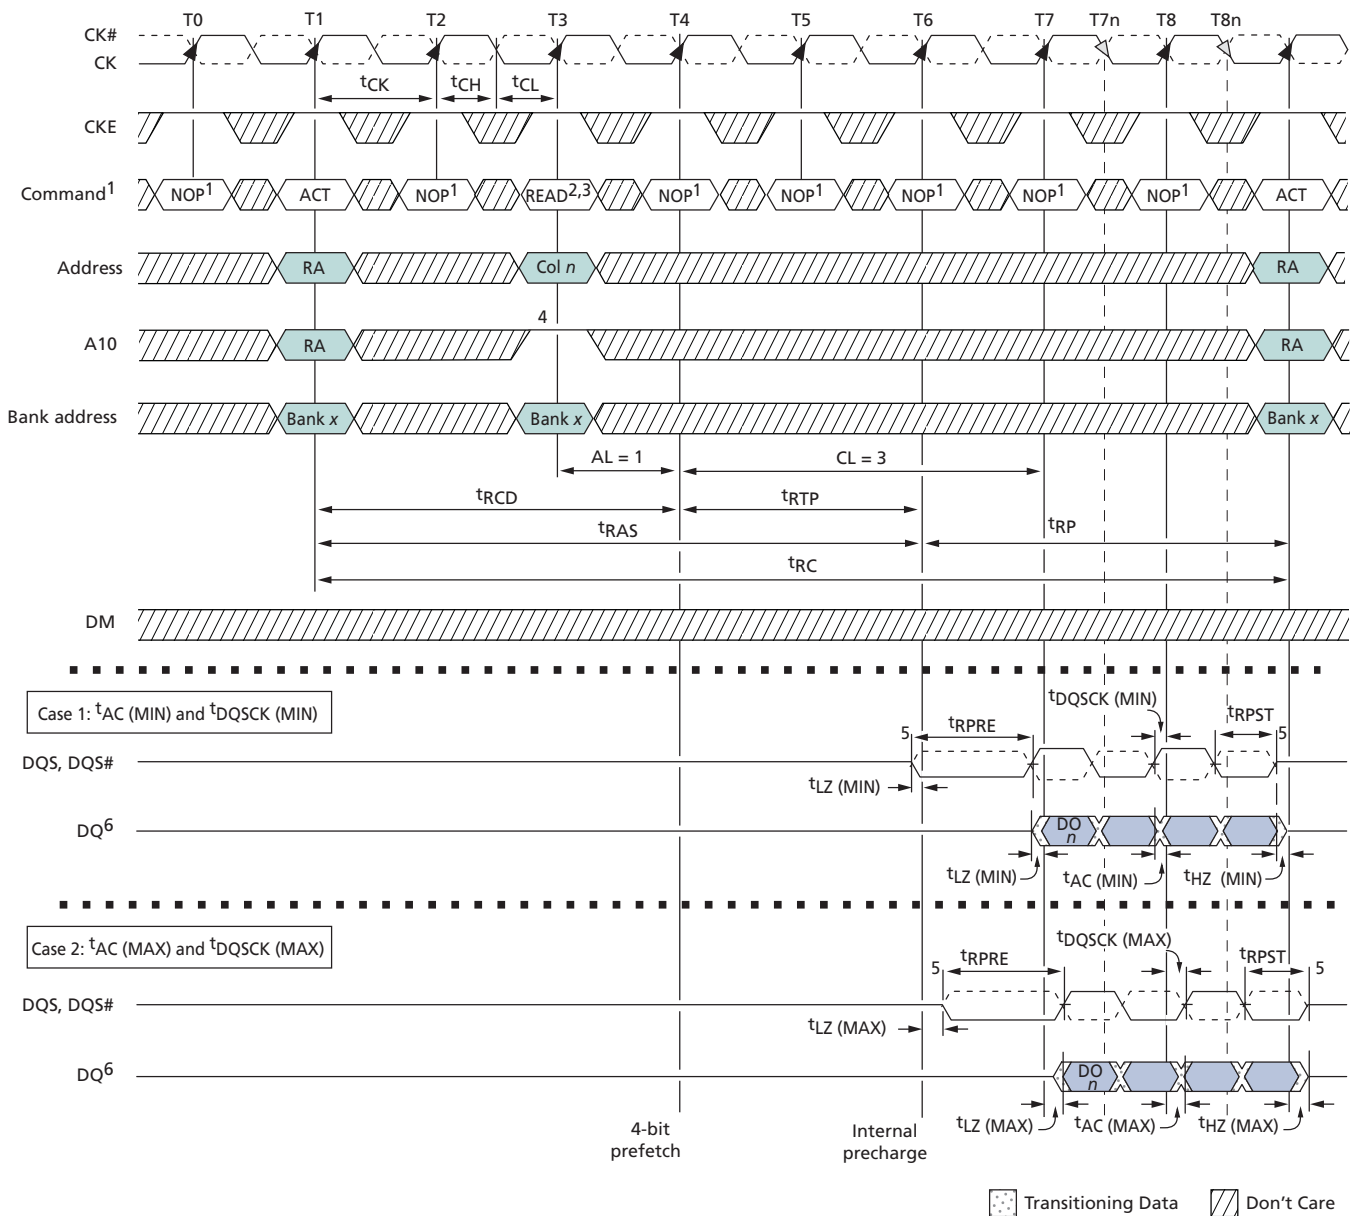 T0 T1 T2 T3 T4 T5 T6 T7 T7n T8 T8n
CK#
CK
tCK tCH tCL
CKE
Command1 NOP1 ACT NOP1 READ2,3 NOP1 NOP1 NOP1 NOP1 NOP1 ACT
Address RA Col n RA
4
A10 RA RA
Bank address Bank x Bank x Bank x
AL = 1 CL = 3
tRCD tRTP
tRAS tRP
tRC
DM
Case 1: tAC (MIN) and tDQSCK (MIN)
tDQSCK (MIN)
5 tRPRE tRPST 5
DQS, DQS#
tLZ (MIN)
DQ6 DO n
tLZ (MIN) tAC (MIN) tHZ (MIN)
Case 2: tAC (MAX) and tDQSCK (MAX)
tDQSCK (MAX)
5 tRPRE tRPST 5
DQS, DQS#
tLZ (MAX)
DQ6 DO n
tLZ (MAX) tAC (MAX) tHZ (MAX)
4-bit prefetch
Internal precharge
Transitioning Data Don't Care